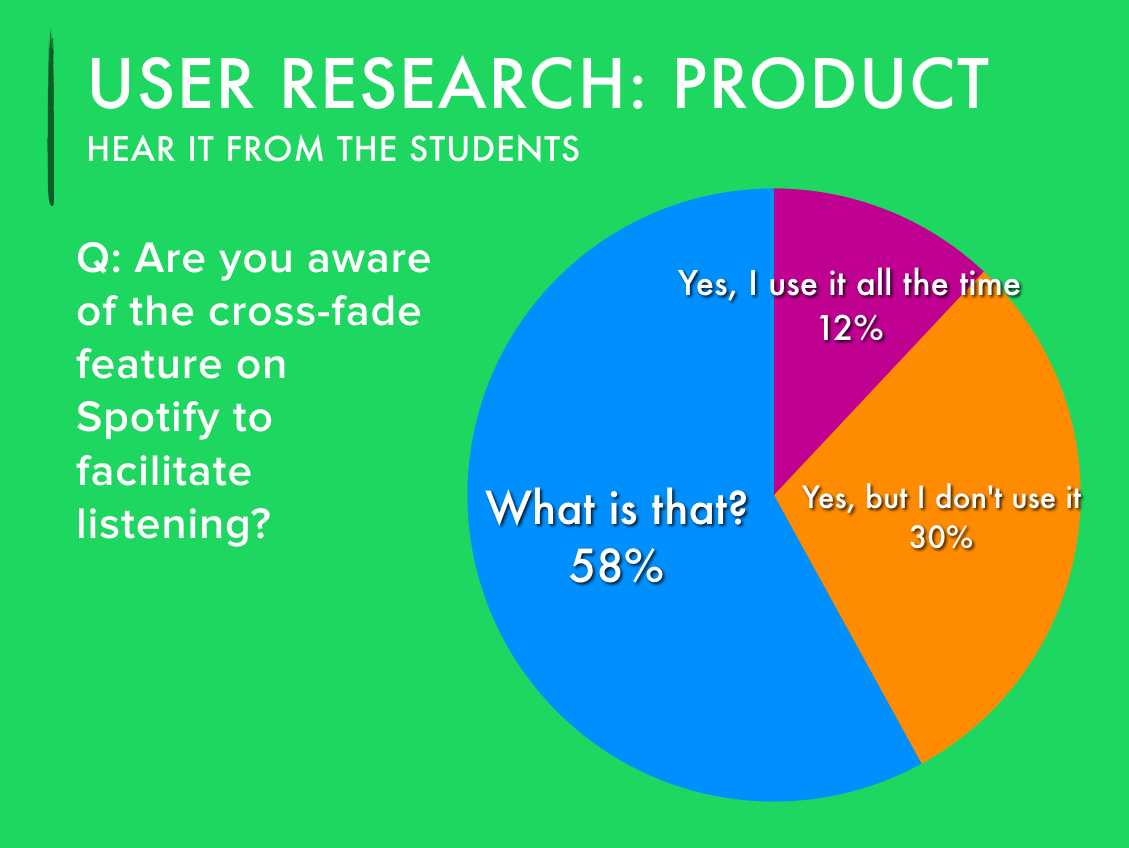 USER RESEARCH: PRODUCT
HEAR IT FROM THE STUDENTS
Q: Are you aware
of the cross-fade
feature on
Spotify to
facilitate
listening?
Yes, I use it all the time
12%
Yes, but I don't use it
30%
What is that?
58%